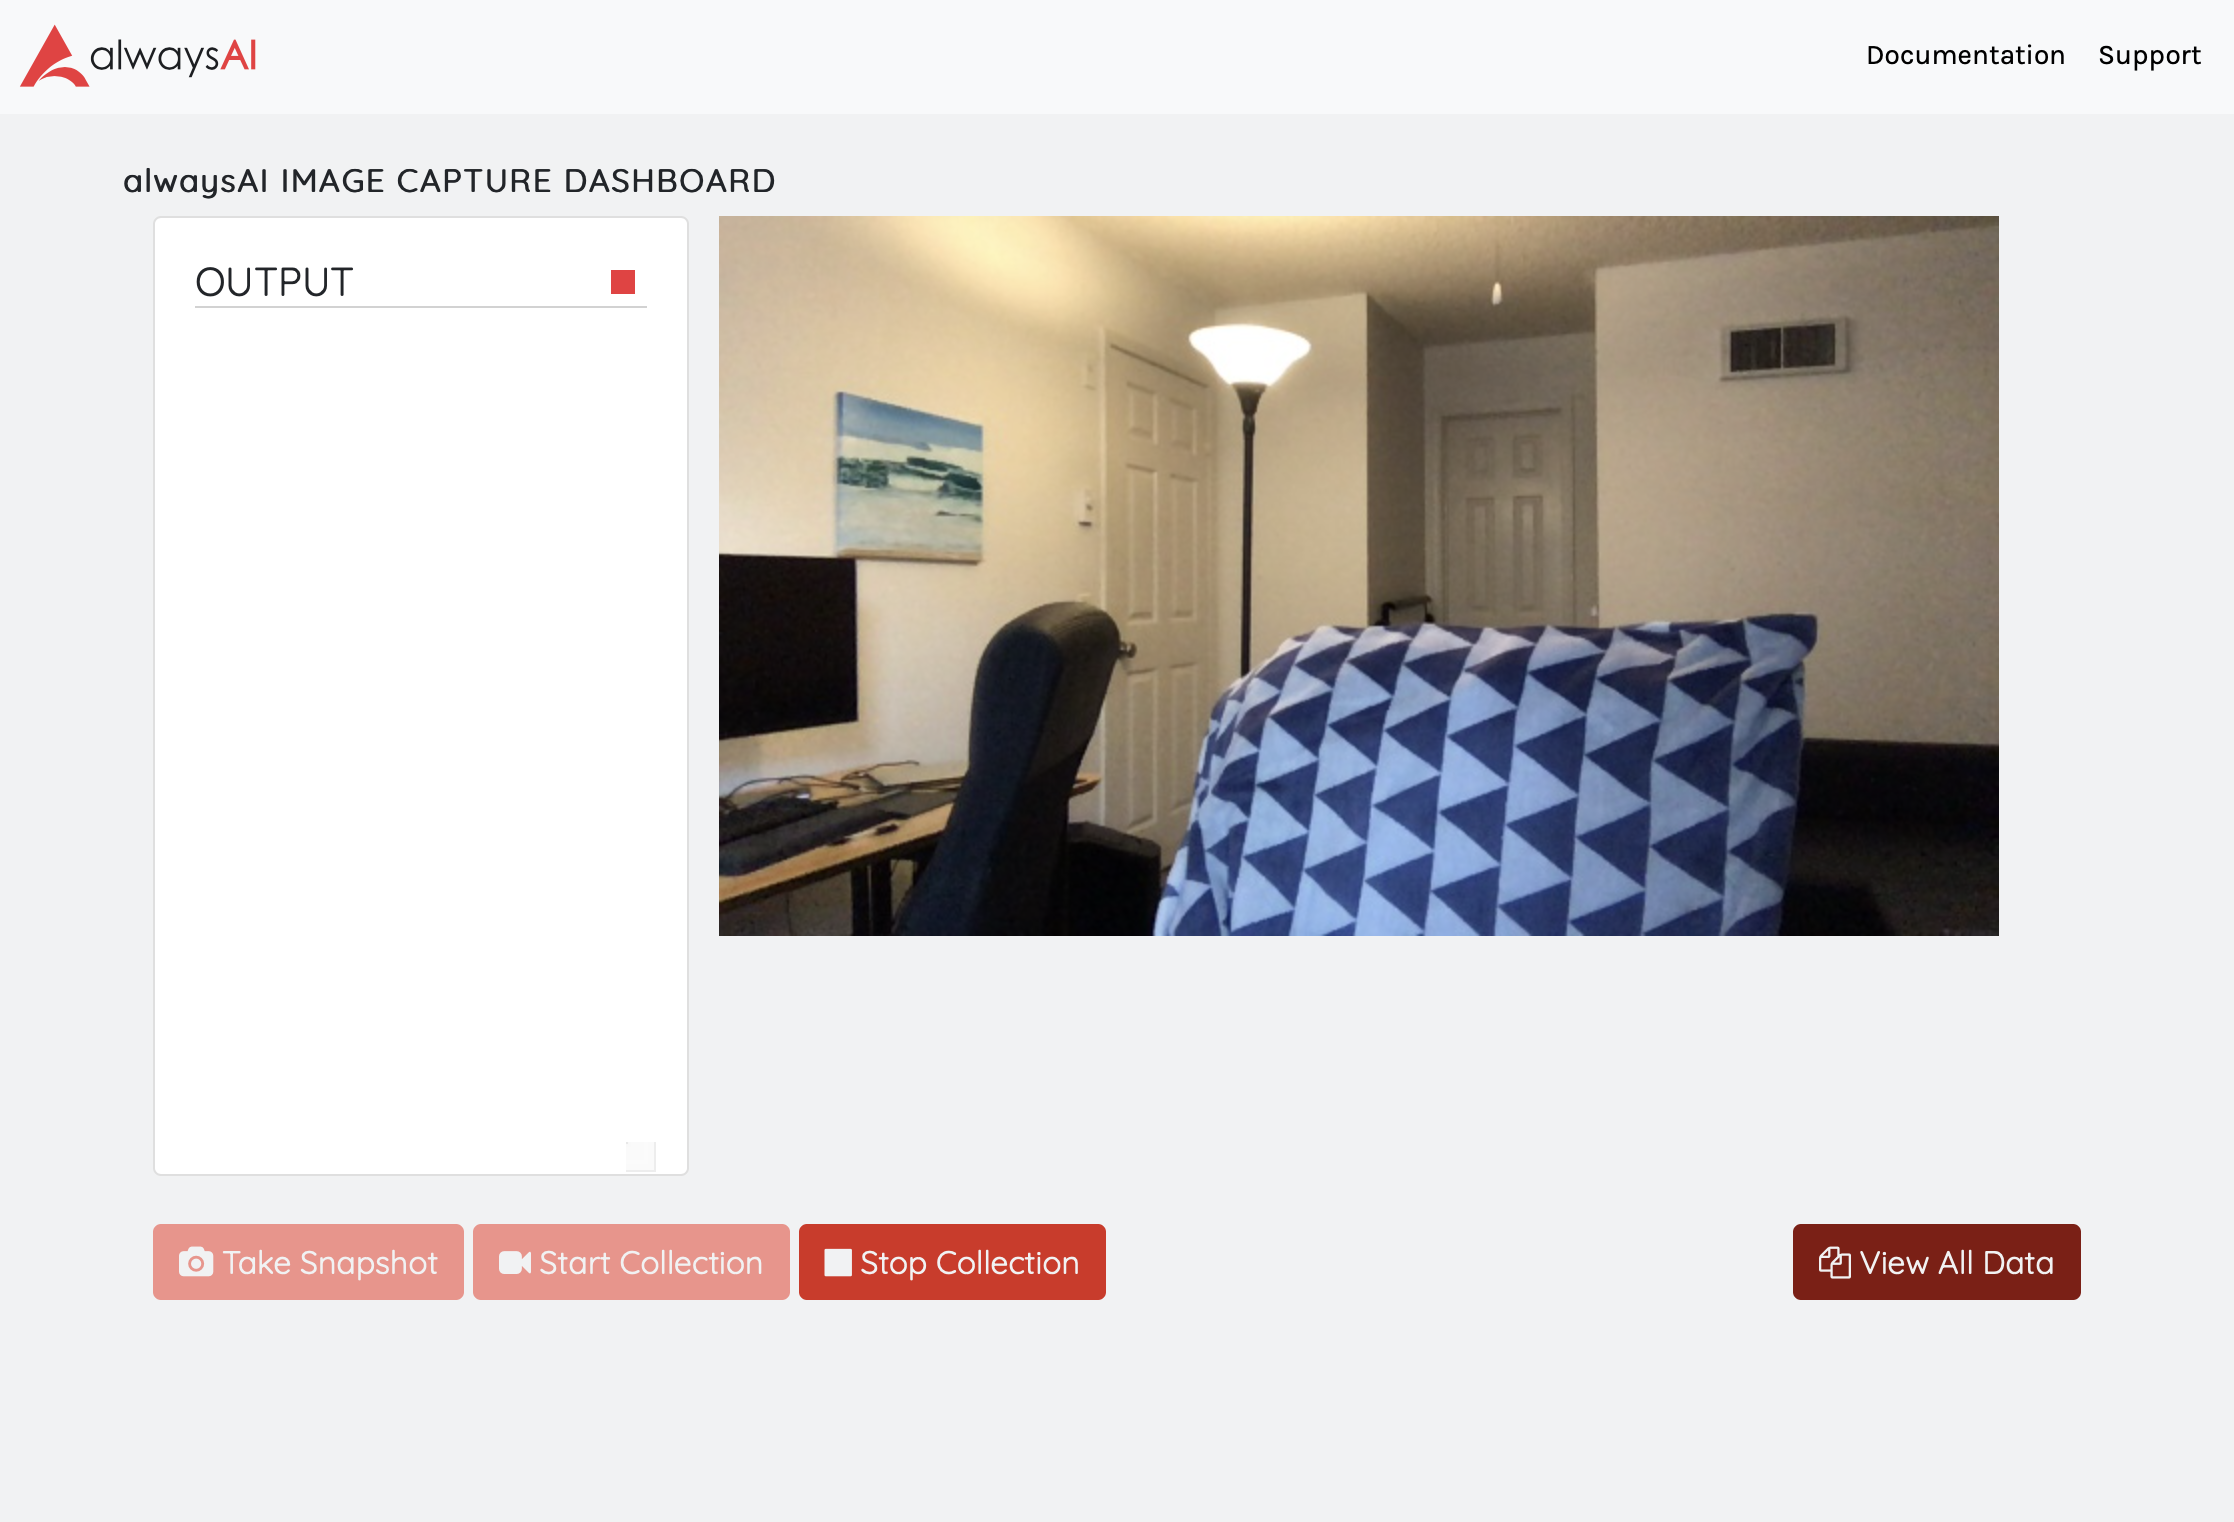 alwaysAI
Documentation Support
alwaysAI IMAGE CAPTURE DASHBOARD
OUTPUT
Take Snapshot
Start Collection
Stop Collection
View All Data